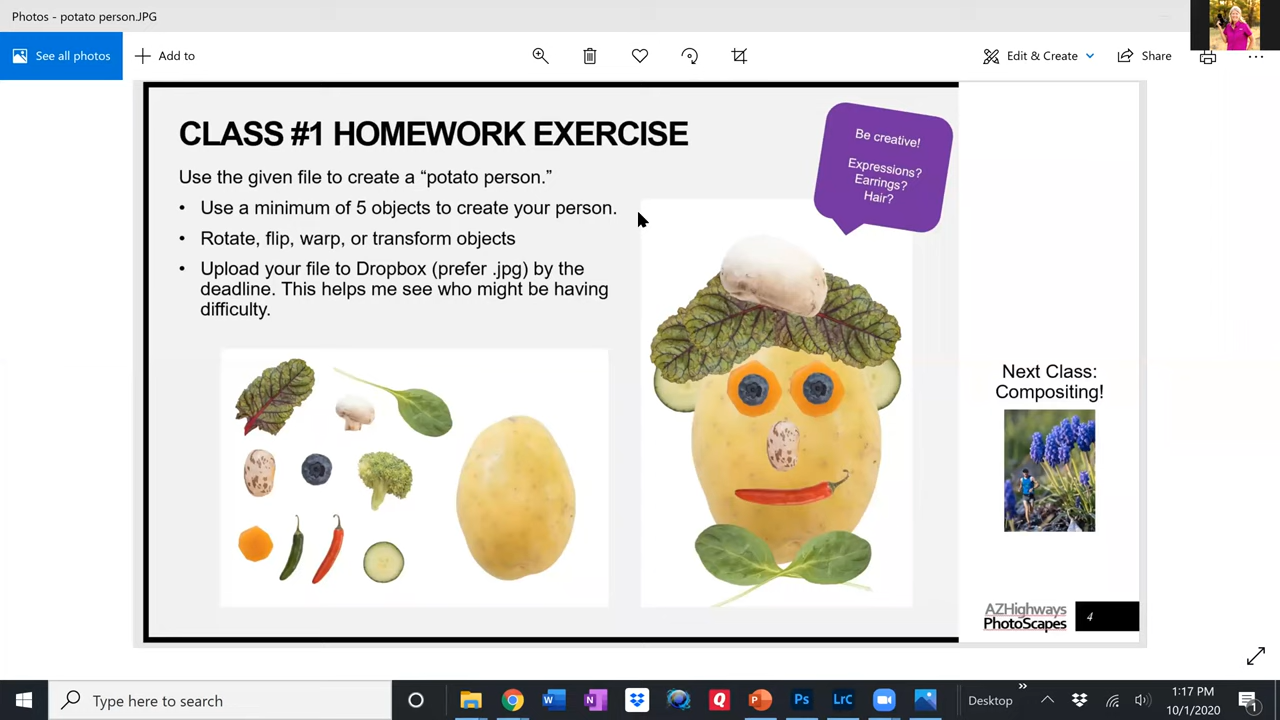 Photos - potato person.JPG
See all photos
Add to
Edit & Create
Share
CLASS #1 HOMEWORK EXERCISE
Use the given file to create a “potato person.”
• Use a minimum of 5 objects to create your person.
• Rotate, flip, warp, or transform objects
• Upload your file to Dropbox (prefer .jpg) by the
deadline. This helps me see who might be having
difficulty.
Be creative!
Expressions?
Earrings?
Hair?
Next Class:
Compositing!
AZHighways
PhotoScapes
4
Type here to search
Desktop
1:17 PM
10/1/2020